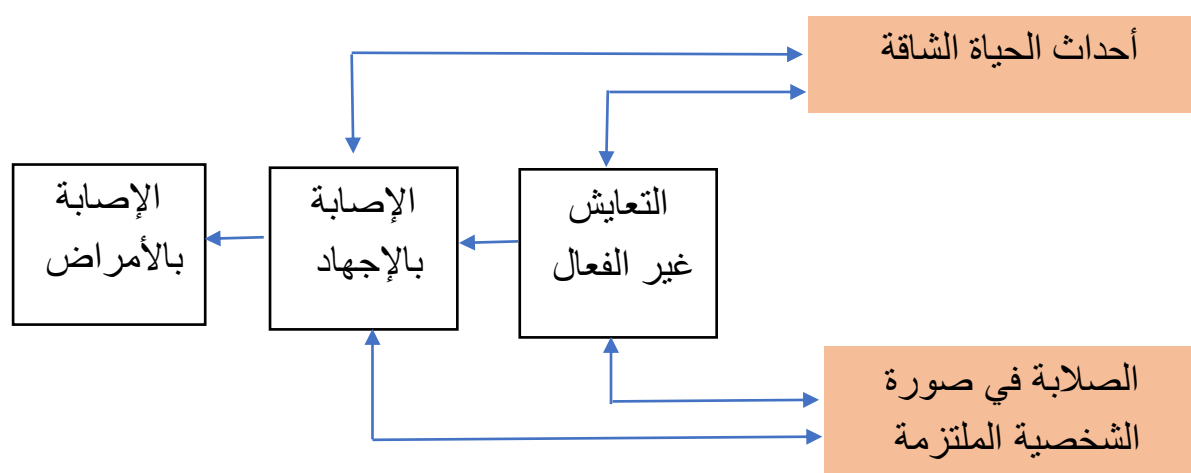 أحداث الحياة الشاقة
التعايش
غير الفعال
الإصابة
بالإجهاد
الإصابة
بالأمراض
الصلابة في صورة
الشخصية الملتزمة